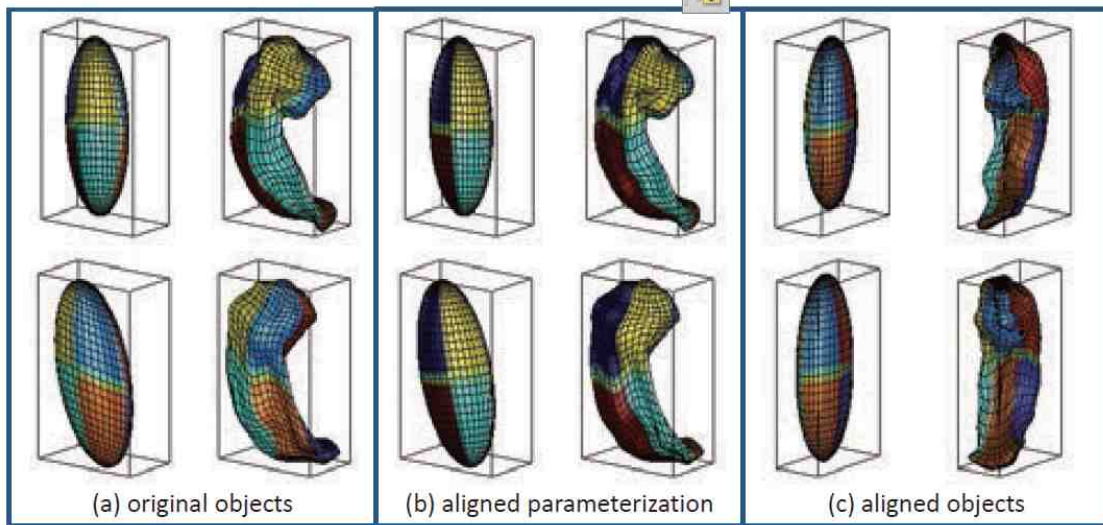 (a) original objects
(b) aligned parameterization
(c) aligned objects